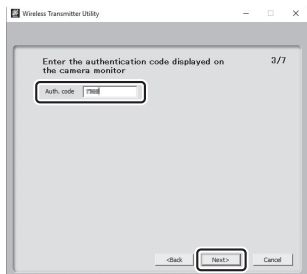 Wireless Transmitter Utility
Enter the authentication code displayed on
the camera monitor
3/7
Auth. code
<Back
Next>
Cancel